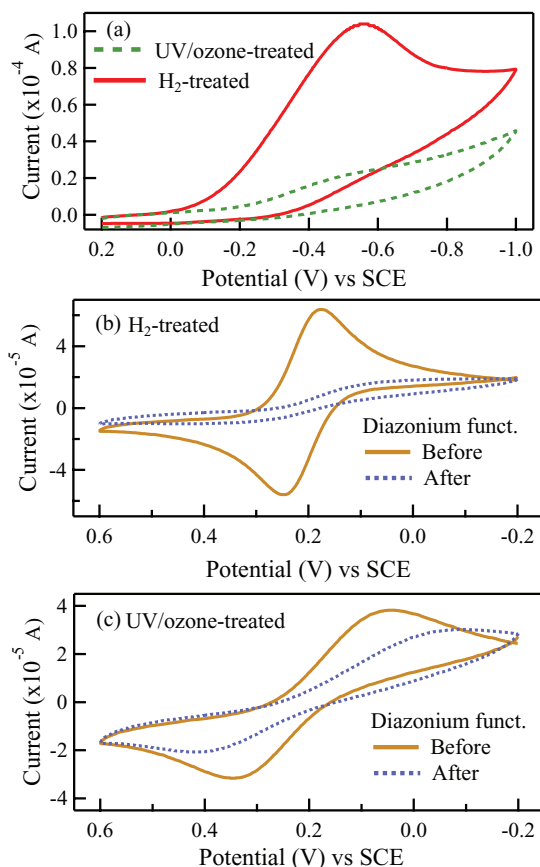 (a)
UV/ozone-treated
H₂-treated
Current (x10⁻⁴ A)
1.0
0.8
0.6
0.4
0.2
0.0
0.2 0.0 -0.2 -0.4 -0.6 -0.8 -1.0
Potential (V) vs SCE
(b) H₂-treated
Current (x10⁻⁵ A)
4
0
-4
Diazonium funct.
Before
After
0.6 0.4 0.2 0.0 -0.2
Potential (V) vs SCE
(c) UV/ozone-treated
Current (x10⁻⁵ A)
4
2
0
-2
-4
Diazonium funct.
Before
After
0.6 0.4 0.2 0.0 -0.2
Potential (V) vs SCE